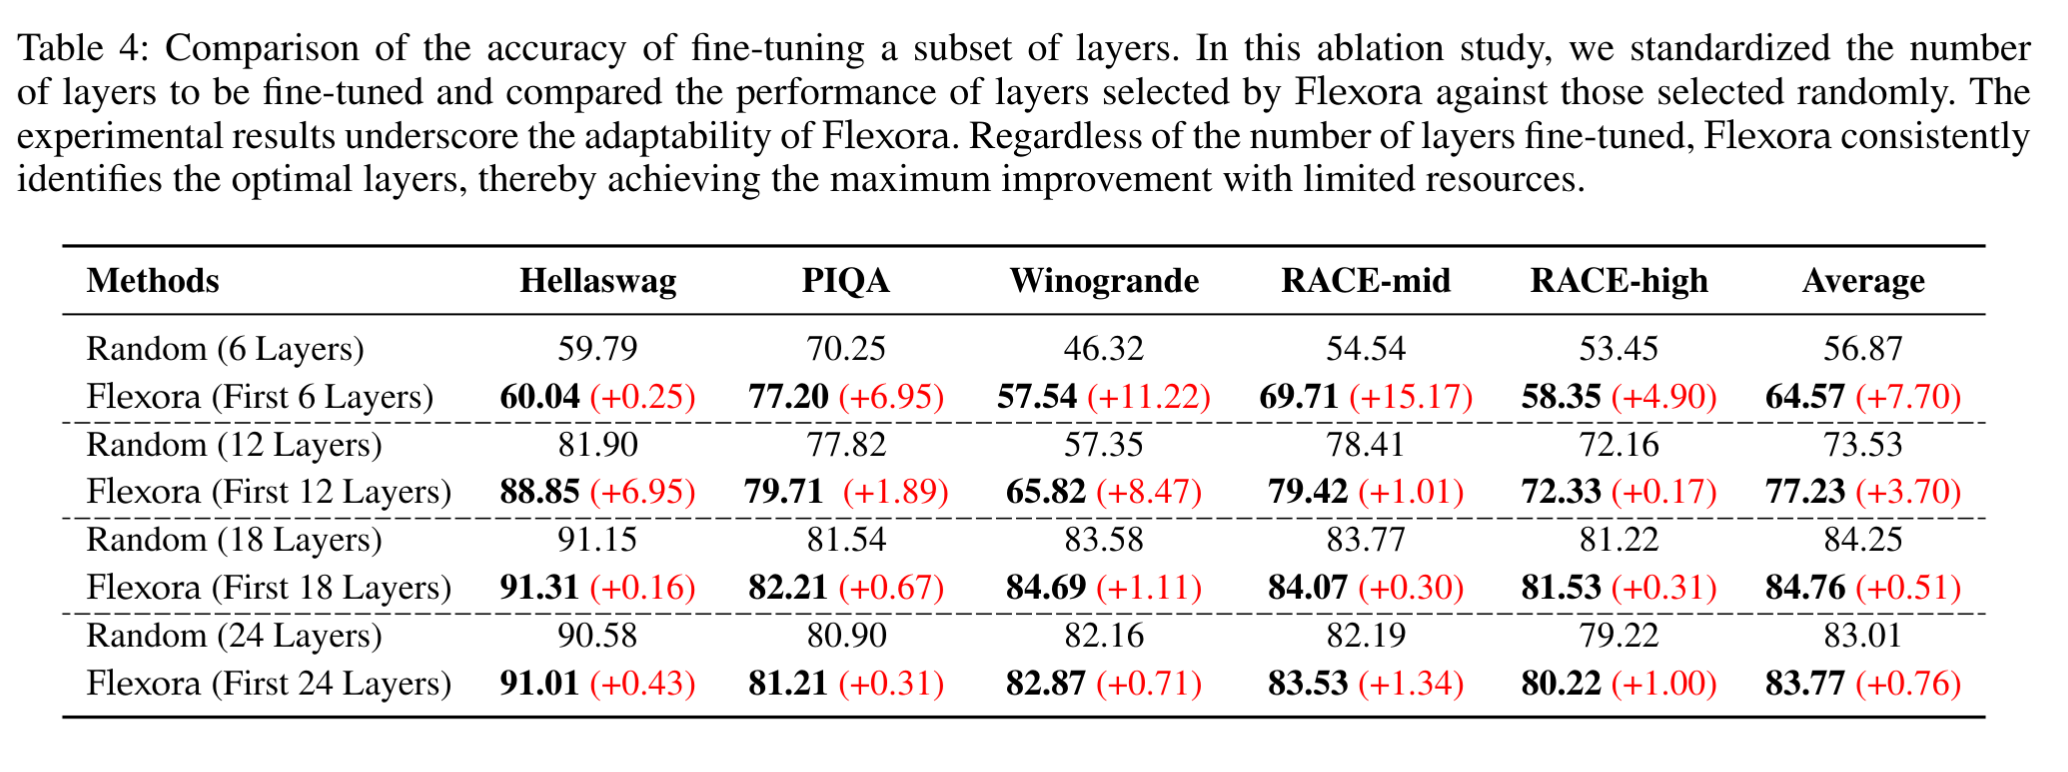 Table 4: Comparison of the accuracy of fine-tuning a subset of layers. In this ablation study, we standardized the number
of layers to be fine-tuned and compared the performance of layers selected by Flexora against those selected randomly. The
experimental results underscore the adaptability of Flexora. Regardless of the number of layers fine-tuned, Flexora consistently
identifies the optimal layers, thereby achieving the maximum improvement with limited resources.
Methods Hellaswag PIQA Winogrande RACE-mid RACE-high Average
Random (6 Layers) 59.79 70.25 46.32 54.54 53.45 56.87
Flexora (First 6 Layers) 60.04 (+0.25) 77.20 (+6.95) 57.54 (+11.22) 69.71 (+15.17) 58.35 (+4.90) 64.57 (+7.70)
Random (12 Layers) 81.90 77.82 57.35 78.41 72.16 73.53
Flexora (First 12 Layers) 88.85 (+6.95) 79.71 (+1.89) 65.82 (+8.47) 79.42 (+1.01) 72.33 (+0.17) 77.23 (+3.70)
Random (18 Layers) 91.15 81.54 83.58 83.77 81.22 84.25
Flexora (First 18 Layers) 91.31 (+0.16) 82.21 (+0.67) 84.69 (+1.11) 84.07 (+0.30) 81.53 (+0.31) 84.76 (+0.51)
Random (24 Layers) 90.58 80.90 82.16 82.19 79.22 83.01
Flexora (First 24 Layers) 91.01 (+0.43) 81.21 (+0.31) 82.87 (+0.71) 83.53 (+1.34) 80.22 (+1.00) 83.77 (+0.76)